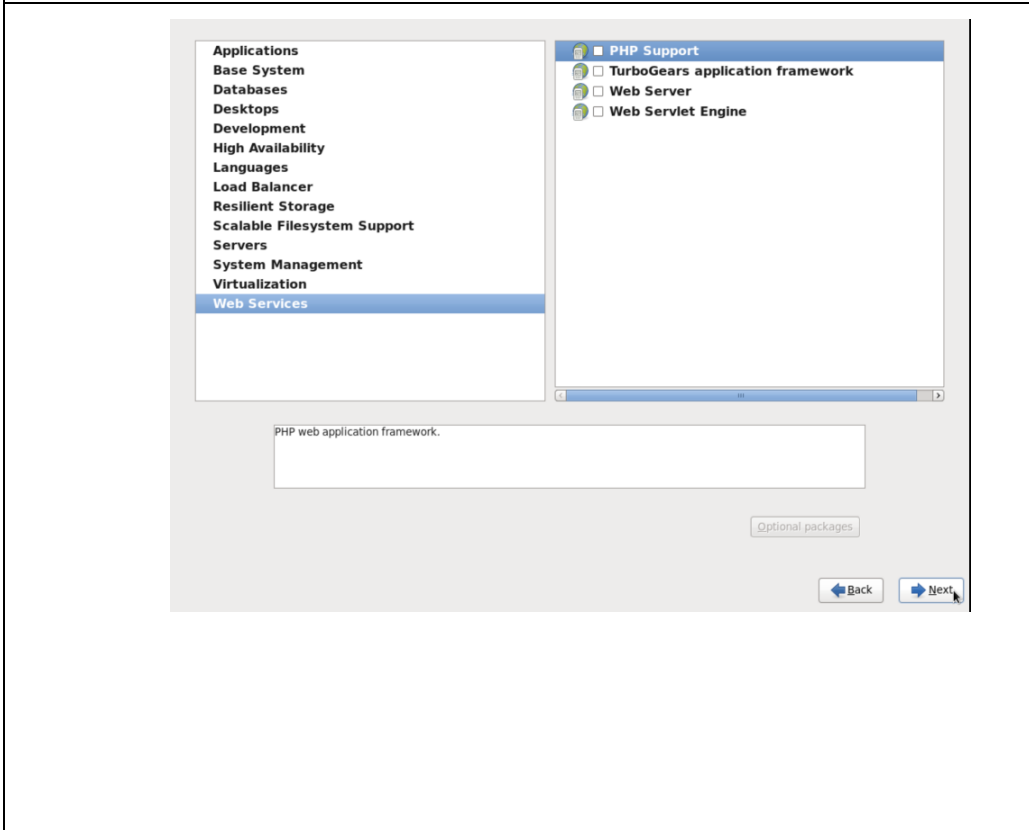 Applications
Base System
Databases
Desktops
Development
High Availability
Languages
Load Balancer
Resilient Storage
Scalable Filesystem Support
Servers
System Management
Virtualization
Web Services
PHP Support
TurboGears application framework
Web Server
Web Servlet Engine
PHP web application framework.
Optional packages
Back
Next